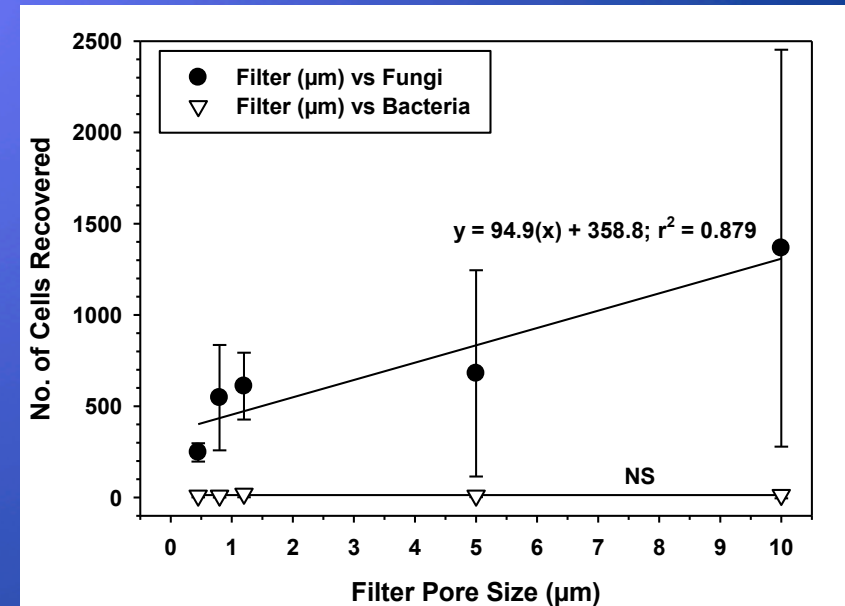 2500
2000
1500
1000
500
0
No. of Cells Recovered
Filter (µm) vs Fungi
Filter (µm) vs Bacteria
y = 94.9(x) + 358.8; r² = 0.879
NS
0 1 2 3 4 5 6 7 8 9 10
Filter Pore Size (µm)